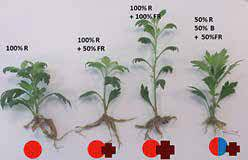 100% R
100% R
+ 50% FR
100% R
+ 100% FR
50% R
50% B
+ 50%FR